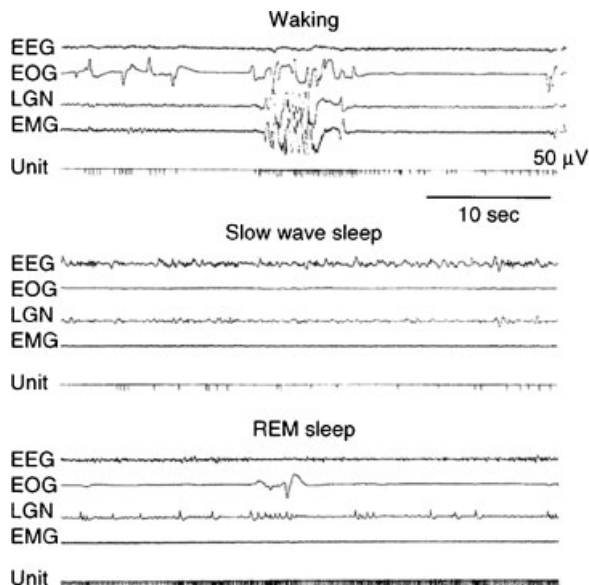 Waking
EEG
EOG
LGN
EMG
Unit
50 μV
10 sec
Slow wave sleep
EEG
EOG
LGN
EMG
Unit
REM sleep
EEG
EOG
LGN
EMG
Unit